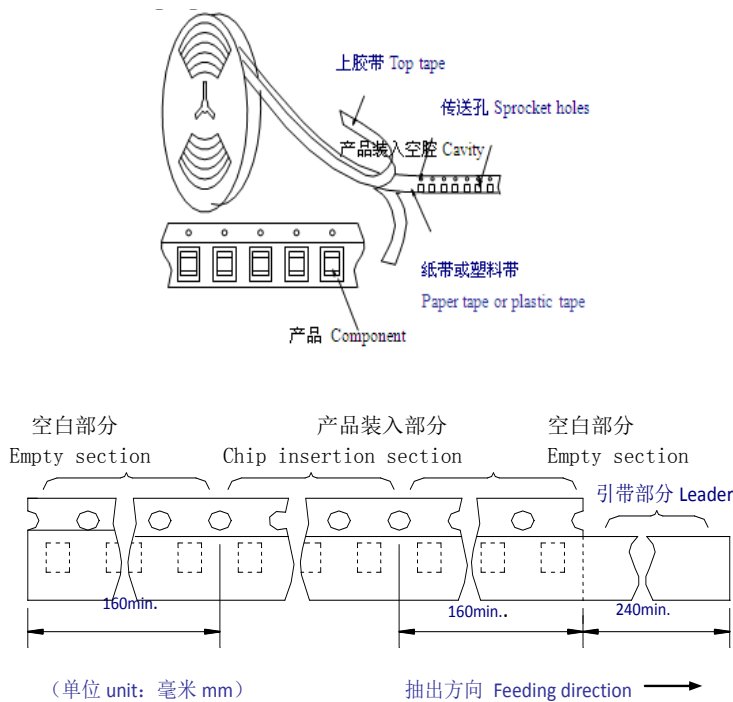 上胶带 Top tape
传送孔 Sprocket holes
产品装入空腔 Cavity
纸带或塑料带
Paper tape or plastic tape
产品 Component
空白部分 产品装入部分 空白部分
Empty section Chip insertion section Empty section
引带部分 Leader
160min. 160min.. 240min.
（单位 unit：毫米 mm） 抽出方向 Feeding direction